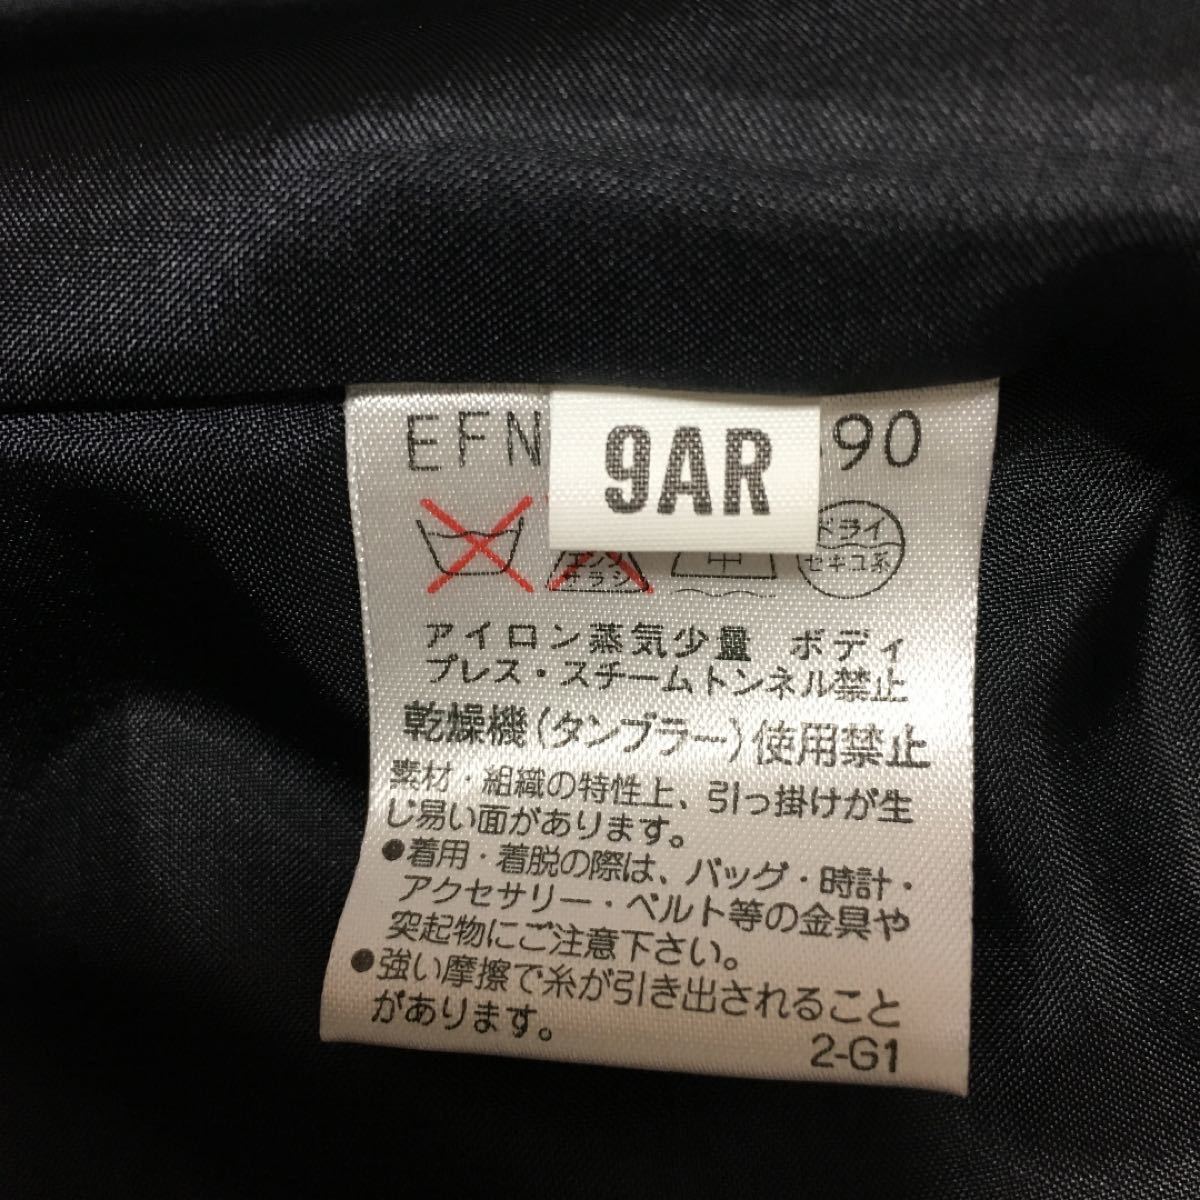 EFN 9AR 90
エンソ サラシ 中 ドライ セキユ系
アイロン蒸気少量 ボディ
プレス・スチームトンネル禁止
乾燥機(タンブラー)使用禁止
素材・組織の特性上、引っ掛けが生
じ易い面があります。
●着用・着脱の際は、バッグ・時計・
アクセサリー・ベルト等の金具や
突起物にご注意下さい。
●強い摩擦で糸が引き出されること
があります。
2-G1